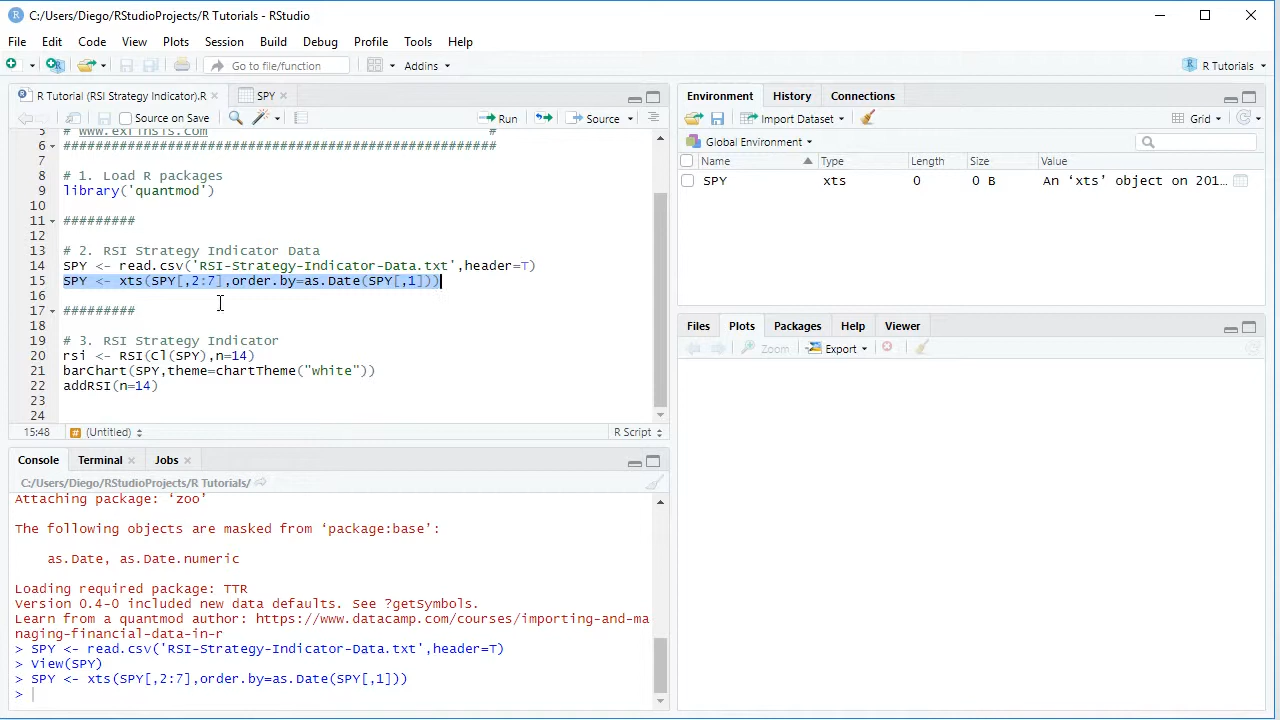 C:/Users/Diego/RStudioProjects/R Tutorials - RStudio
File Edit Code View Plots Session Build Debug Profile Tools Help
Go to file/function Addins R Tutorials
R Tutorial (RSI Strategy Indicator).R SPY
Source on Save Run Source
5 # www.exfinsis.com #
6 ######################################################
7
8 # 1. Load R packages
9 library('quantmod')
10
11 #########
12
13 # 2. RSI Strategy Indicator Data
14 SPY <- read.csv('RSI-Strategy-Indicator-Data.txt',header=T)
15 SPY <- xts(SPY[,2:7],order.by=as.Date(SPY[,1]))
16
17 #########
18
19 # 3. RSI Strategy Indicator
20 rsi <- RSI(Cl(SPY),n=14)
21 barChart(SPY,theme=chartTheme("white"))
22 addRSI(n=14)
23
24
15:48 (Untitled) R Script
Console Terminal Jobs
C:/Users/Diego/RStudioProjects/R Tutorials/
Attaching package: ‘zoo’
The following objects are masked from ‘package:base’:
as.Date, as.Date.numeric
Loading required package: TTR
Version 0.4-0 included new data defaults. See ?getSymbols.
Learn from a quantmod author: https://www.datacamp.com/courses/importing-and-ma
naging-financial-data-in-r
> SPY <- read.csv('RSI-Strategy-Indicator-Data.txt',header=T)
> View(SPY)
> SPY <- xts(SPY[,2:7],order.by=as.Date(SPY[,1]))
>
Environment History Connections
Import Dataset Grid
Global Environment
Name Type Length Size Value
SPY xts 0 0 B An ‘xts’ object on 201…
Files Plots Packages Help Viewer
Zoom Export